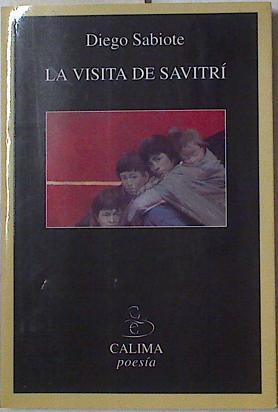 Diego Sabiote
LA VISITA DE SAVITRÍ
CALIMA
poesía